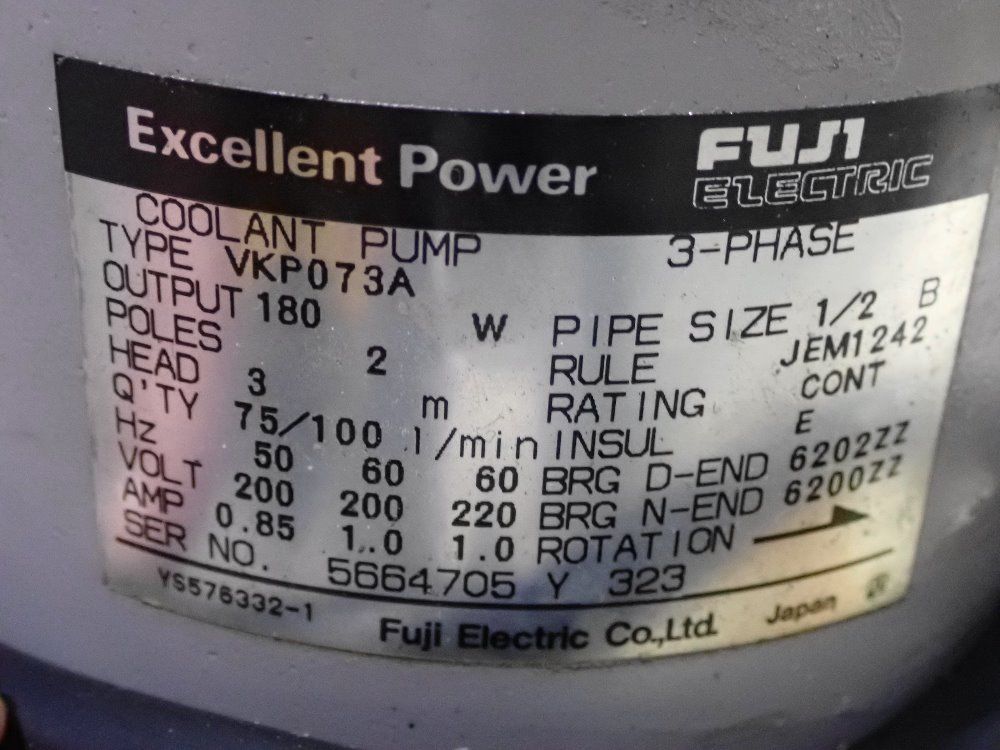 Excellent Power FUJI ELECTRIC
COOLANT PUMP 3-PHASE
TYPE VKP073A
OUTPUT 180 W PIPE SIZE 1/2 B
POLES 2 RULE JEM1242
HEAD 3 m RATING CONT
Q'TY 75/100 l/min INSUL E
Hz 50 60 60 BRG D-END 6202ZZ
VOLT 200 200 220 BRG N-END 6200ZZ
AMP 0.85 1.0 1.0 ROTATION
SER NO. 5664705 Y 323
YS576332-1 Fuji Electric Co.,Ltd. Japan